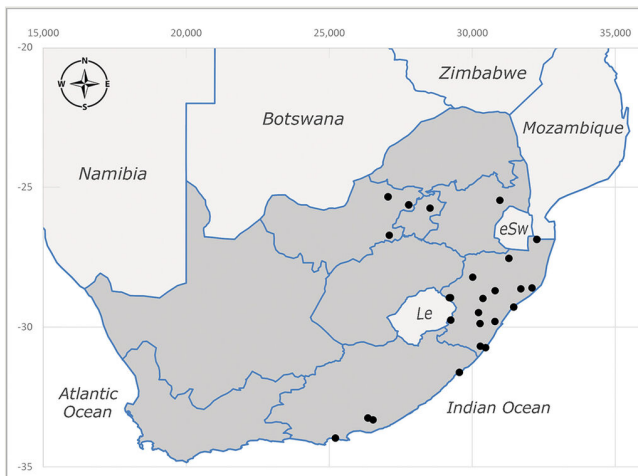 15,000 20,000 25,000 30,000 35,000
-20
N
W E
S
Zimbabwe
Botswana
Mozambique
Namibia
-25
eSw
Le
-30
Atlantic
Ocean
Indian Ocean
-35